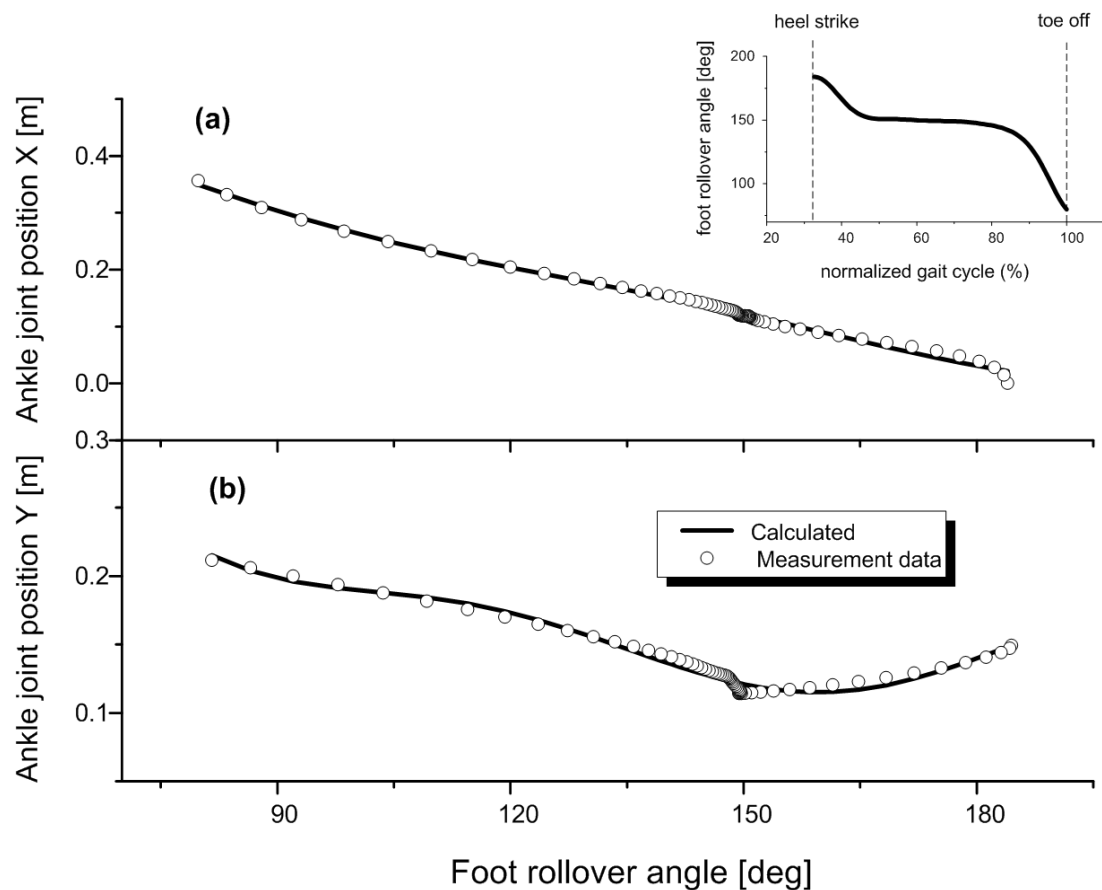 heel strike
toe off
200
150
100
foot rollover angle [deg]
20
40
60
80
100
normalized gait cycle (%)
(a)
Ankle joint position X [m]
0.4
0.2
0.0
0.3
(b)
Ankle joint position Y [m]
0.2
0.1
Calculated
Measurement data
90
120
150
180
Foot rollover angle [deg]